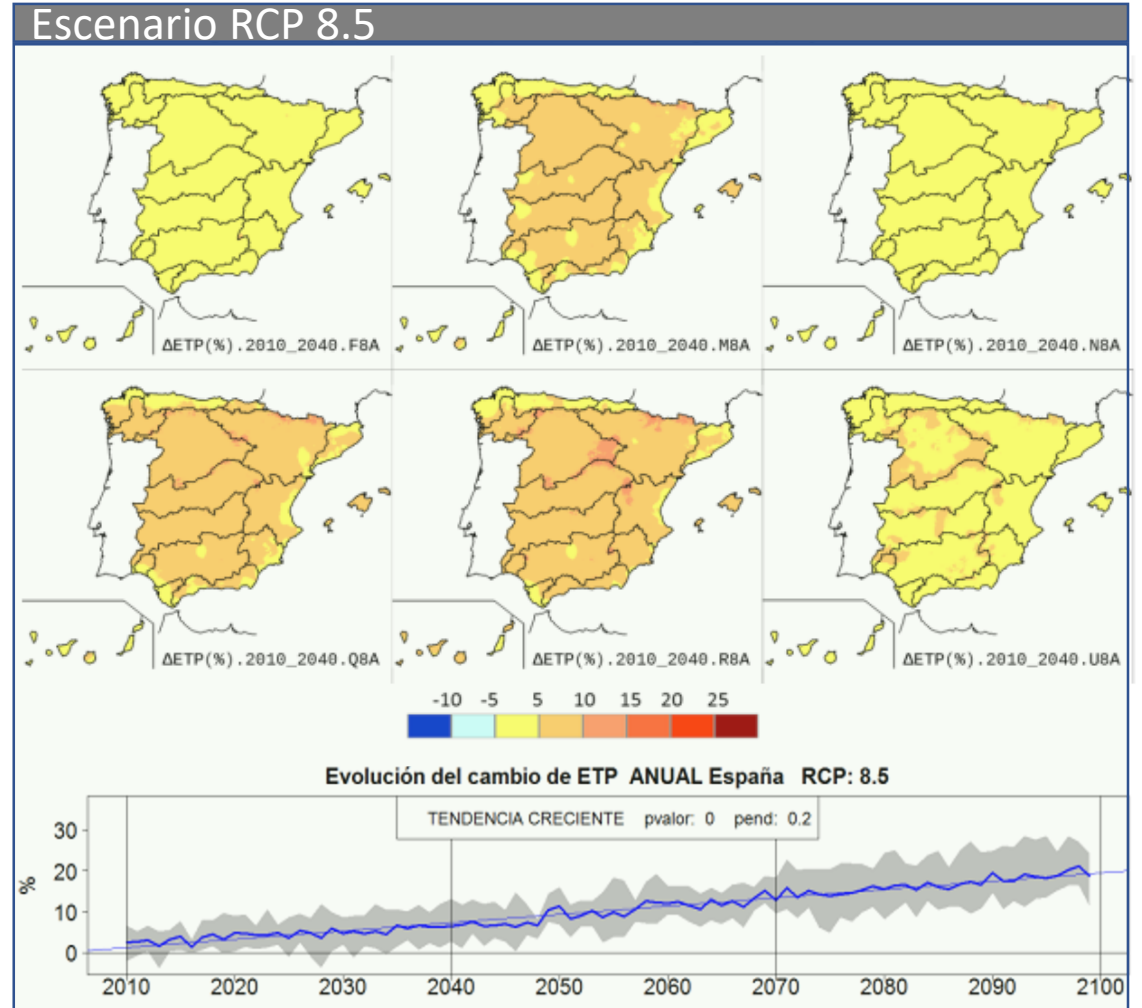 Escenario RCP 8.5
ΔETP(%).2010_2040.F8A
ΔETP(%).2010_2040.M8A
ΔETP(%).2010_2040.N8A
ΔETP(%).2010_2040.Q8A
ΔETP(%).2010_2040.R8A
ΔETP(%).2010_2040.U8A
-10 -5 5 10 15 20 25
Evolución del cambio de ETP ANUAL España RCP: 8.5
TENDENCIA CRECIENTE pvalor: 0 pend: 0.2
30
20
10
0
%
2010 2020 2030 2040 2050 2060 2070 2080 2090 2100